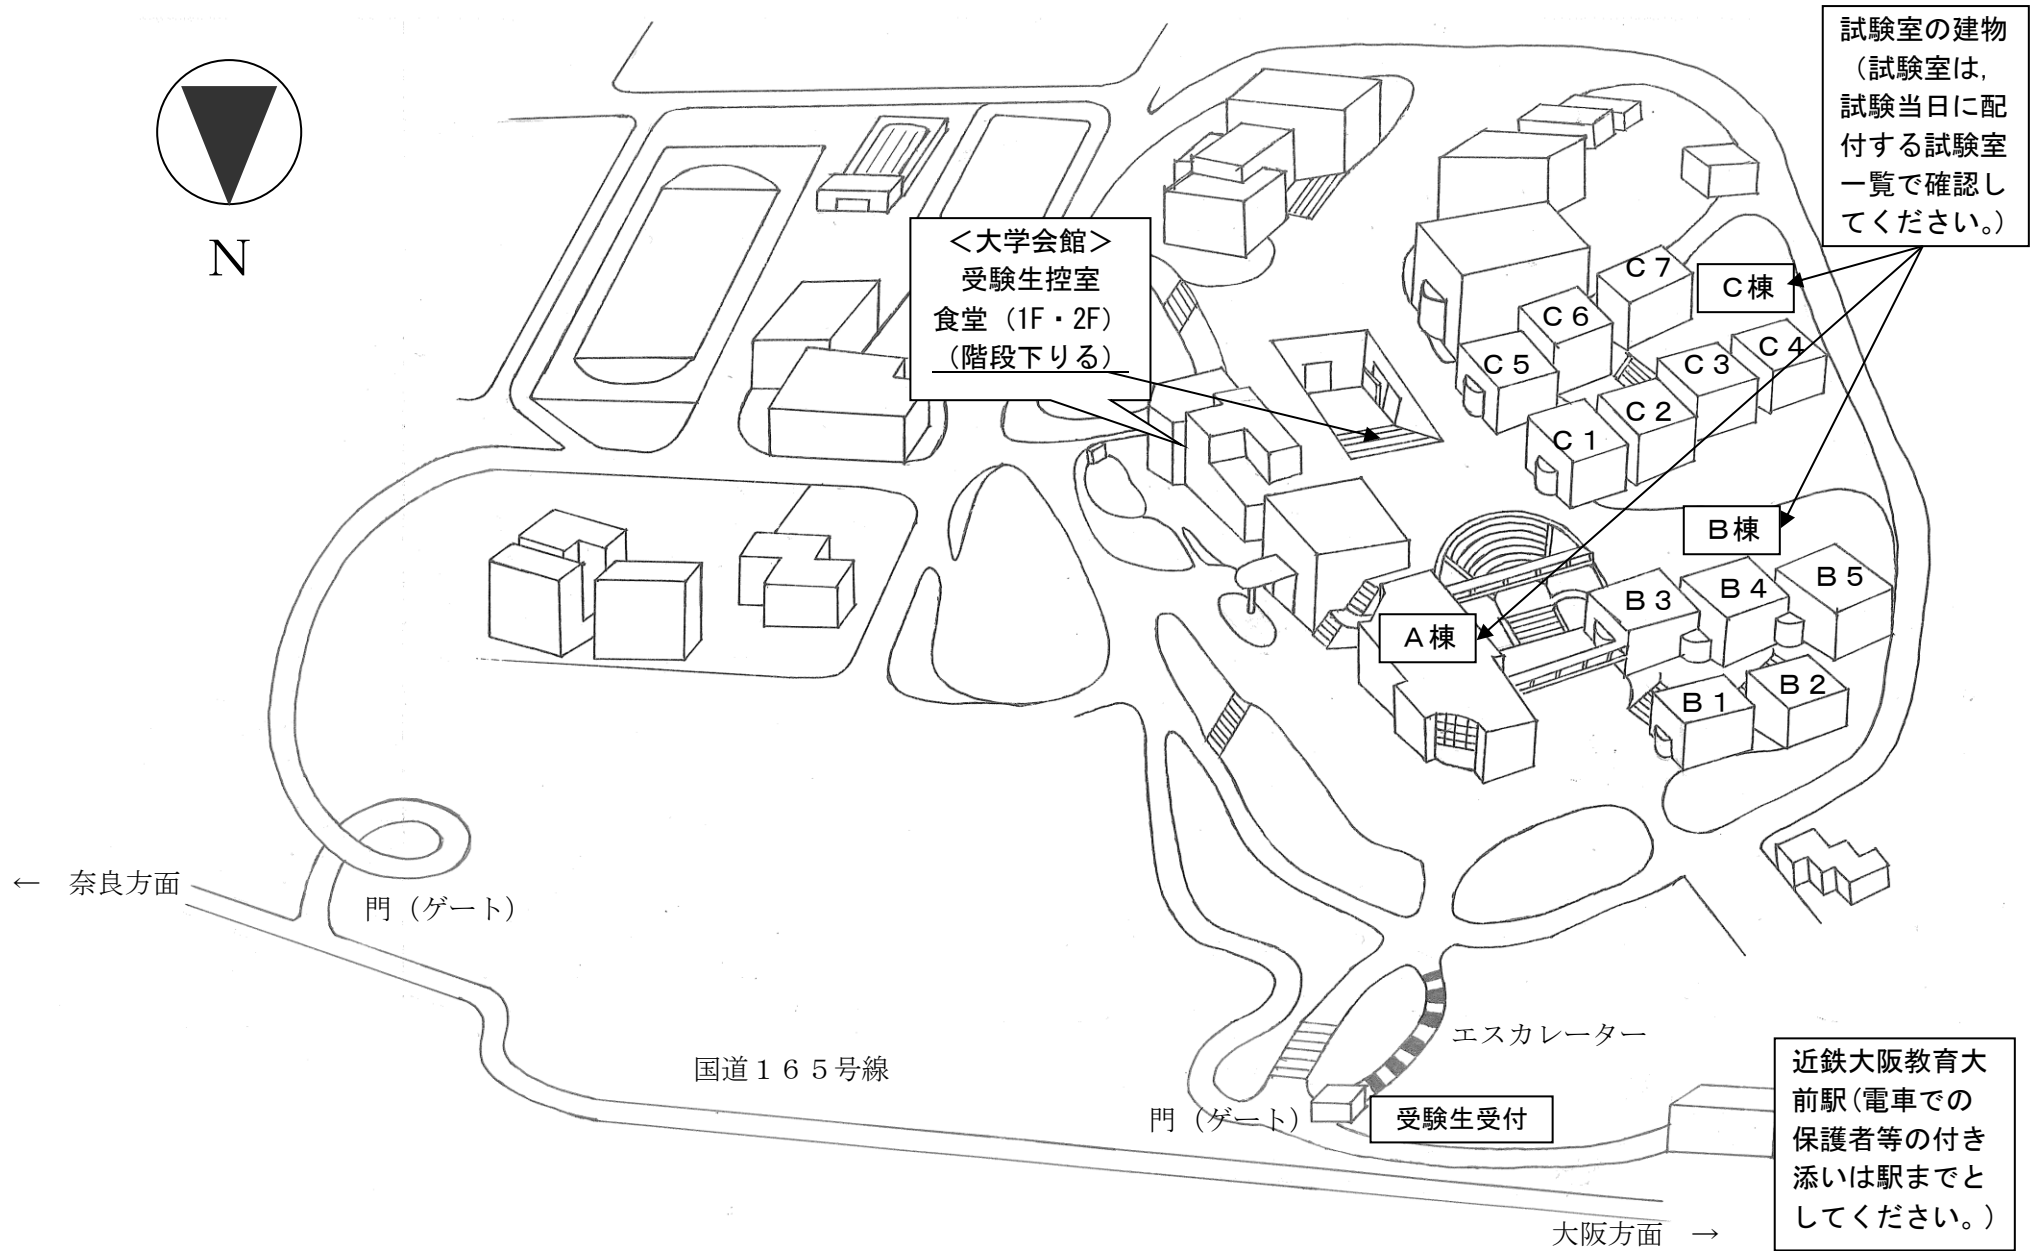 試験室の建物
（試験室は，
試験当日に配
付する試験室
一覧で確認し
てください。）
N
＜大学会館＞
受験生控室
食堂（1F・2F）
（階段下りる）
Ｃ７
Ｃ棟
Ｃ６
Ｃ５
Ｃ３
Ｃ４
Ｃ２
Ｃ１
Ｂ棟
Ｂ３
Ｂ４
Ｂ５
Ａ棟
Ｂ１
Ｂ２
←　奈良方面
門（ゲート）
エスカレーター
国道１６５号線
門（ゲート）
受験生受付
近鉄大阪教育大
前駅（電車での
保護者等の付き
添いは駅までと
してください。）
大阪方面　→